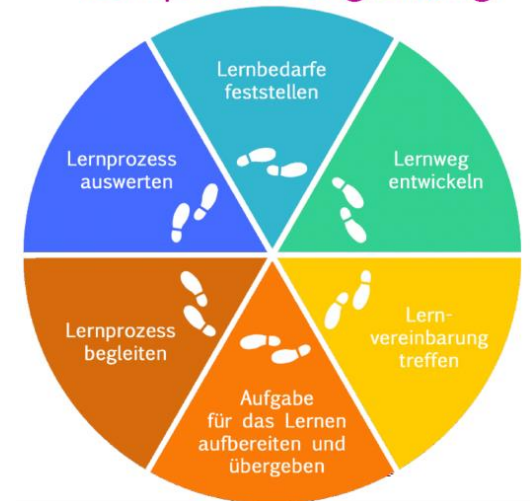 Lernbedarfe
feststellen
Lernweg
entwickeln
Lern-
vereinbarung
treffen
Aufgabe
für das Lernen
aufbereiten und
übergeben
Lernprozess
begleiten
Lernprozess
auswerten